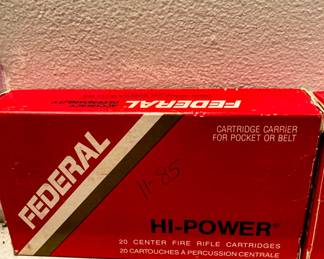 FEDERAL
CARTRIDGE CARRIER
FOR POCKET OR BELT
FEDERAL
11-85
HI-POWER®
20 CENTER FIRE RIFLE CARTRIDGES
20 CARTOUCHES A PERCUSSION CENTRALE